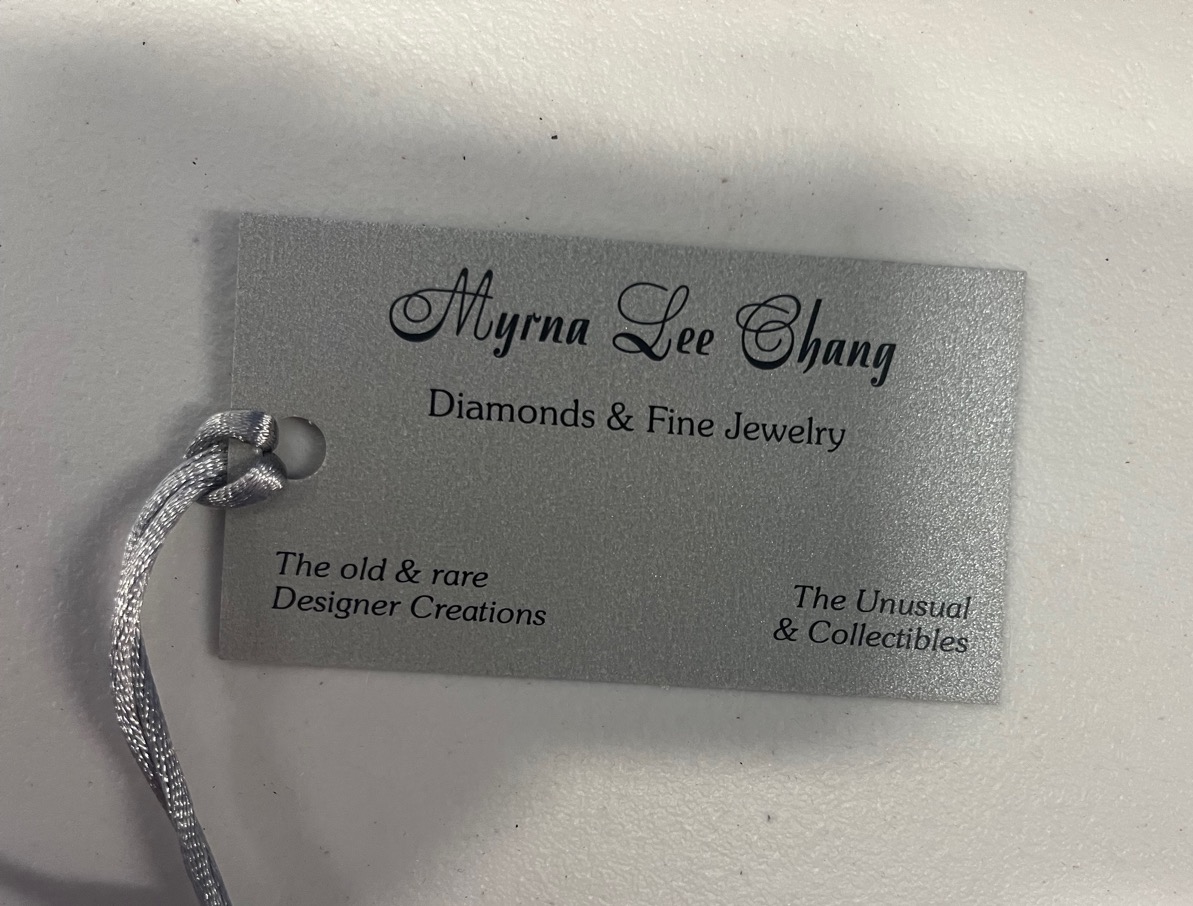 Myrna Lee Chang
Diamonds & Fine Jewelry
The old & rare
Designer Creations
The Unusual
& Collectibles